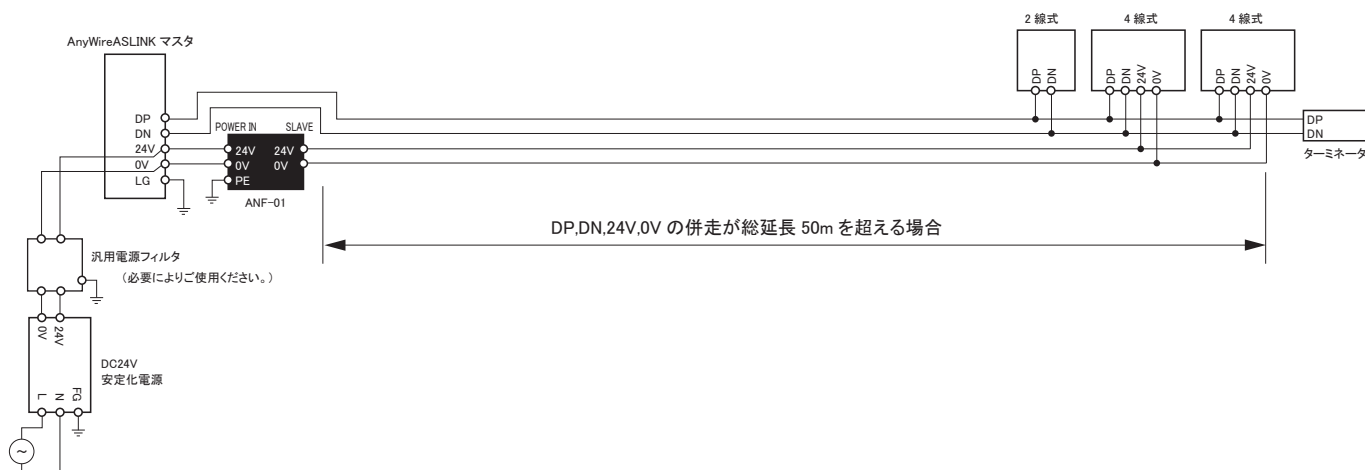 AnyWireASLINK マスタ
DP
DN
24V
0V
LG
POWER IN
SLAVE
24V
0V
PE
24V
0V
ANF-01
2 線式
DP
DN
4 線式
DP
DN
24V
0V
4 線式
DP
DN
24V
0V
DP
DN
ターミネータ
DP,DN,24V,0V の併走が総延長 50m を超える場合
汎用電源フィルタ
（必要によりご使用ください。）
0V
24V
DC24V
安定化電源
L
N
FG
~